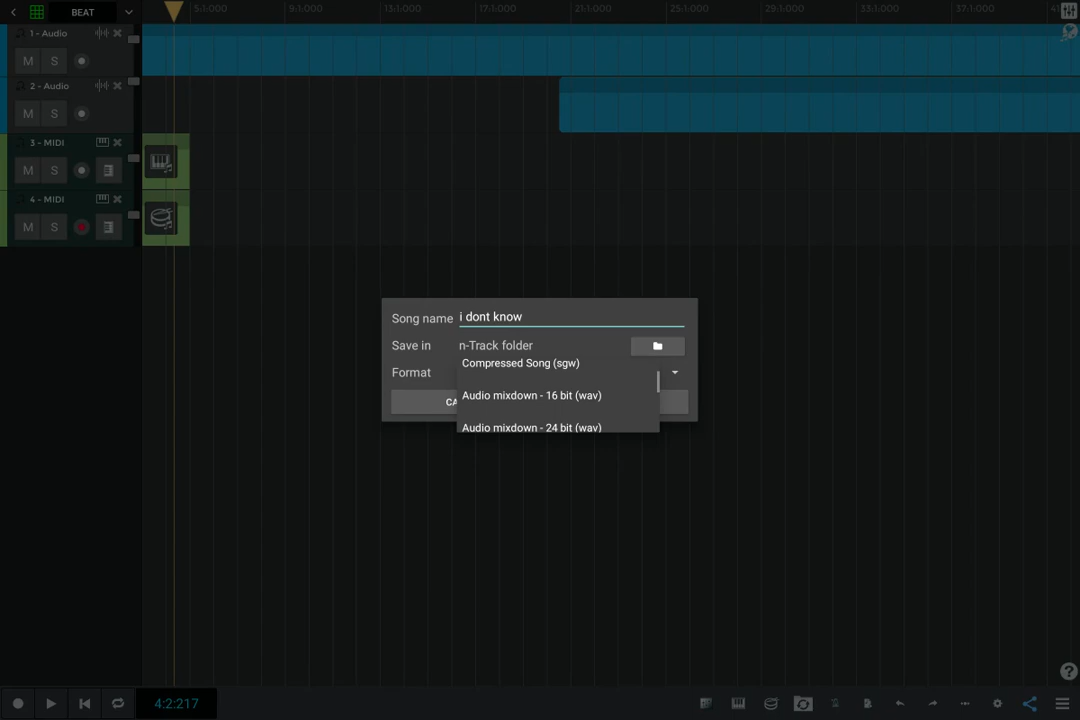 BEAT
5:1:000 9:1:000 13:1:000 17:1:000 21:1:000 25:1:000 29:1:000 33:1:000 37:1:000
1 - Audio
M S
2 - Audio
M S
3 - MIDI
M S
4 - MIDI
M S
Song name i dont know
Save in n-Track folder
Compressed Song (sgw)
Format
Audio mixdown - 16 bit (wav)
CA
Audio mixdown - 24 bit (wav)
?
4:2:217